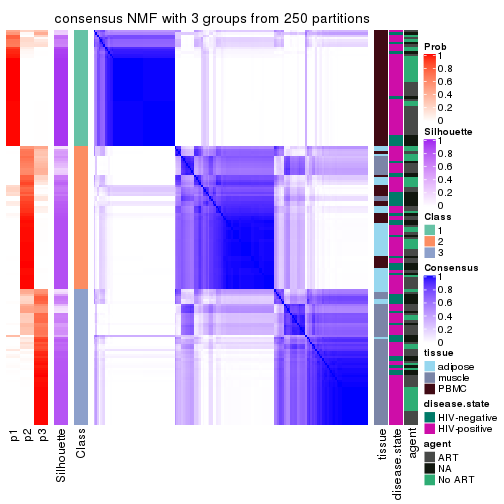 consensus NMF with 3 groups from 250 partitions
Prob
1
0.8
0.6
0.4
0.2
0
Silhouette
1
0.8
0.6
0.4
0.2
0
Class
1
2
3
Consensus
1
0.8
0.6
0.4
0.2
0
tissue
adipose
muscle
PBMC
disease.state
HIV-negative
HIV-positive
agent
ART
NA
No ART
p1
p2
p3
Silhouette
Class
tissue
disease.state
agent